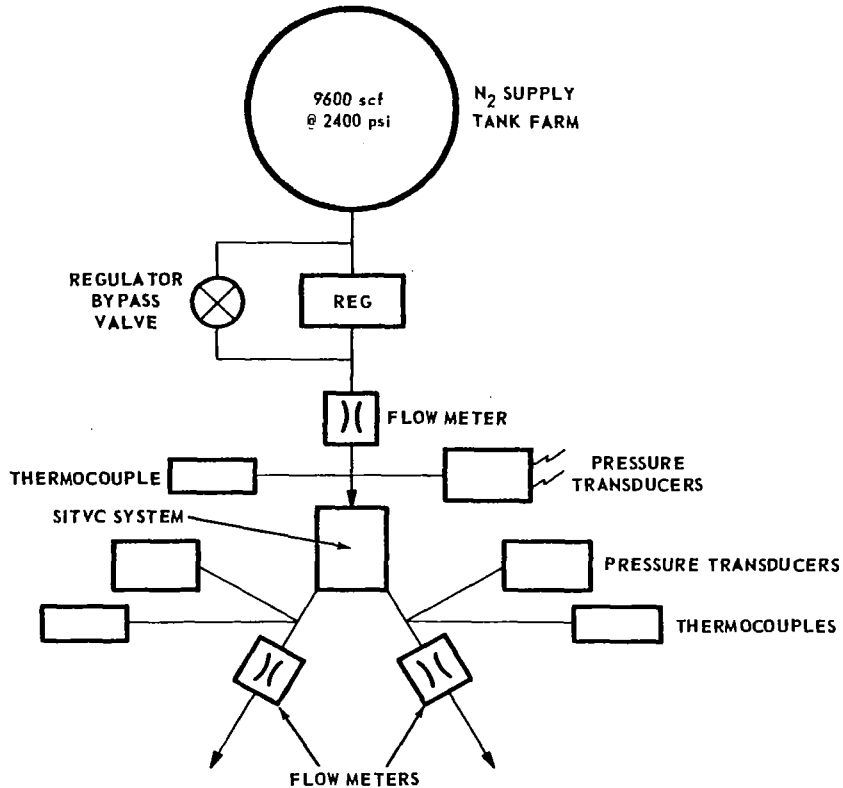 9600 scf
@ 2400 psi
N2 SUPPLY
TANK FARM
REGULATOR
BYPASS
VALVE
REG
FLOW METER
THERMOCOUPLE
PRESSURE
TRANSDUCERS
SITVC SYSTEM
PRESSURE TRANSDUCERS
THERMOCOUPLES
FLOW METERS